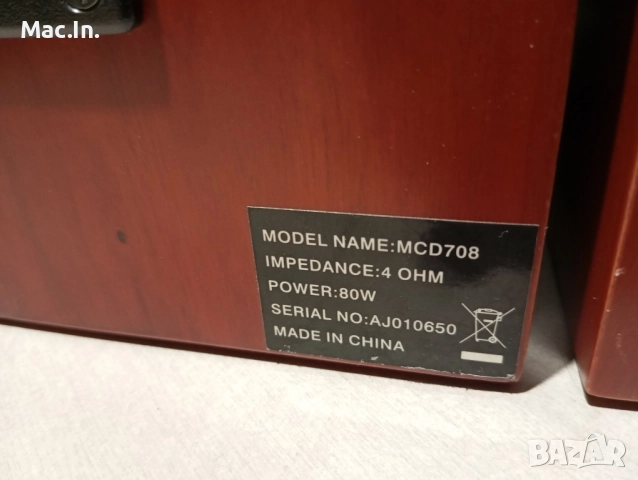 Mac.In.
MODEL NAME:MCD708
IMPEDANCE:4 OHM
POWER:80W
SERIAL NO:AJ010650
MADE IN CHINA
BAZAR